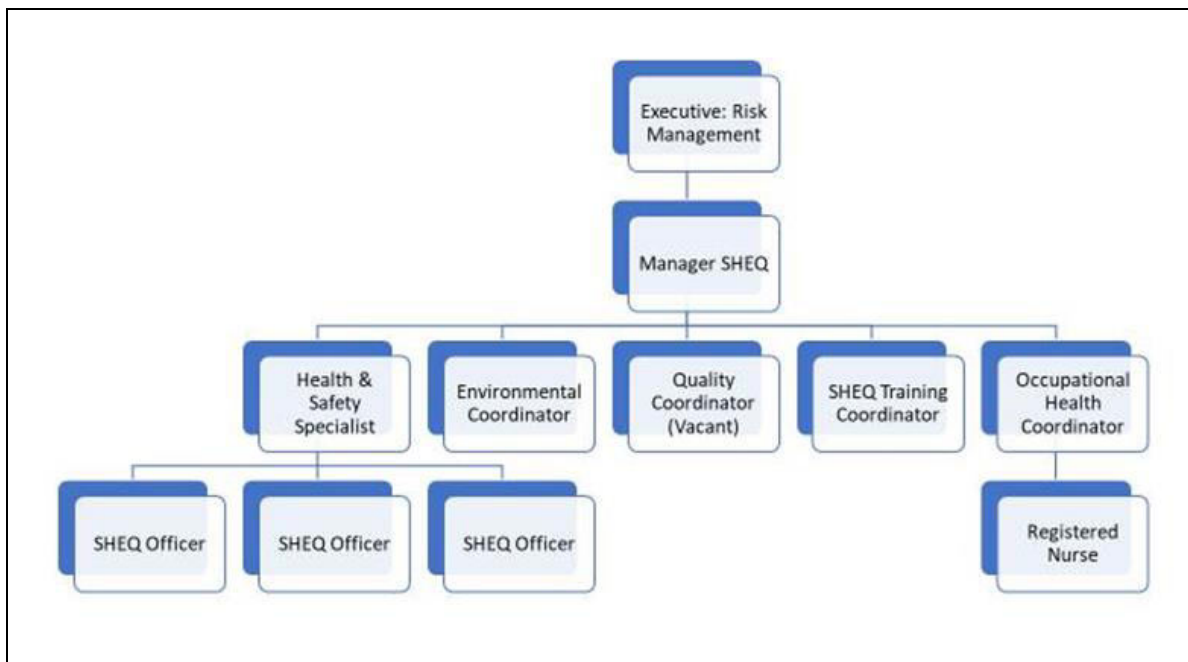 Executive: Risk
Management
Manager SHEQ
Health &
Safety
Specialist
Environmental
Coordinator
Quality
Coordinator
(Vacant)
SHEQ Training
Coordinator
Occupational
Health
Coordinator
SHEQ Officer
SHEQ Officer
SHEQ Officer
Registered
Nurse